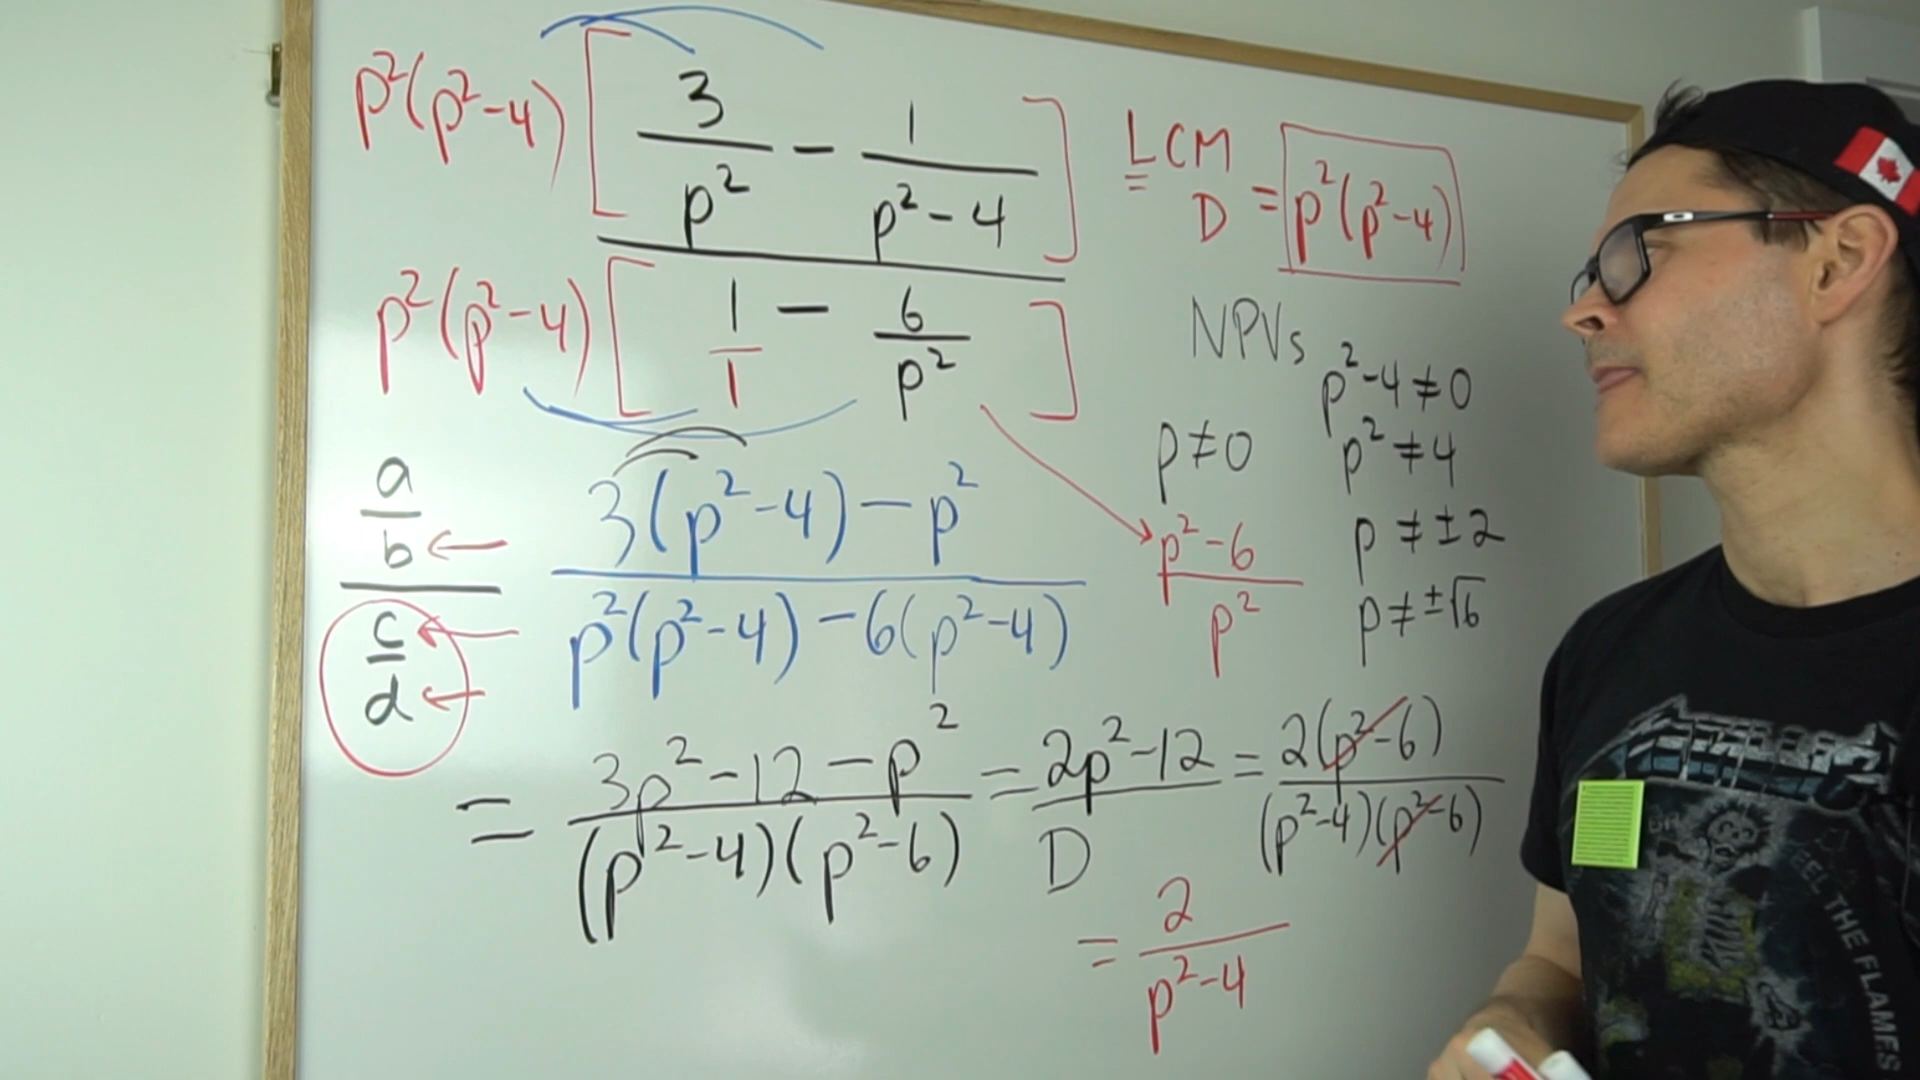 p²(p²-4) [ 3/p² - 1/(p²-4) ]
p²(p²-4) [ 1/1 - 6/p² ]
LCM
D = p²(p²-4)
NPVs
p²-4≠0
p≠0
p²≠4
p≠±2
p≠±√6
(p²-6)/p²
a/b
c/d
3(p²-4)-p²
p²(p²-4)-6(p²-4)
= (3p²-12-p²)/((p²-4)(p²-6)) = (2p²-12)/D = 2(p²-6)/((p²-4)(p²-6))
= 2/(p²-4)
FEEL THE FLAMES